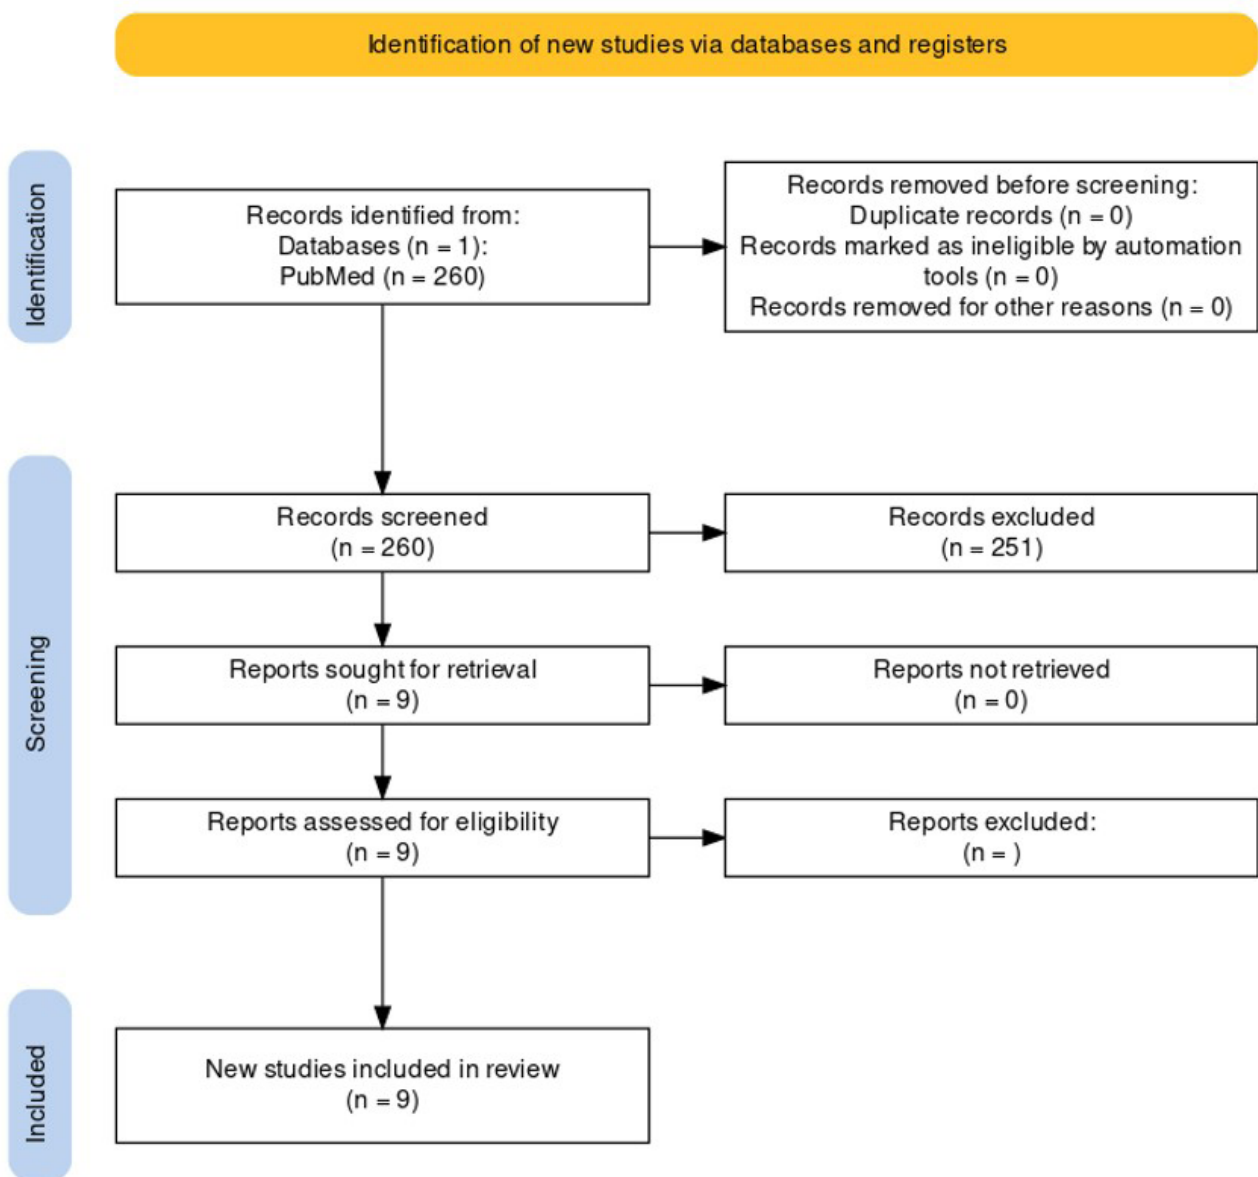 Identification of new studies via databases and registers
Identification
Records identified from:
Databases (n = 1):
PubMed (n = 260)
Records removed before screening:
Duplicate records (n = 0)
Records marked as ineligible by automation
tools (n = 0)
Records removed for other reasons (n = 0)
Screening
Records screened
(n = 260)
Records excluded
(n = 251)
Reports sought for retrieval
(n = 9)
Reports not retrieved
(n = 0)
Reports assessed for eligibility
(n = 9)
Reports excluded:
(n = )
Included
New studies included in review
(n = 9)